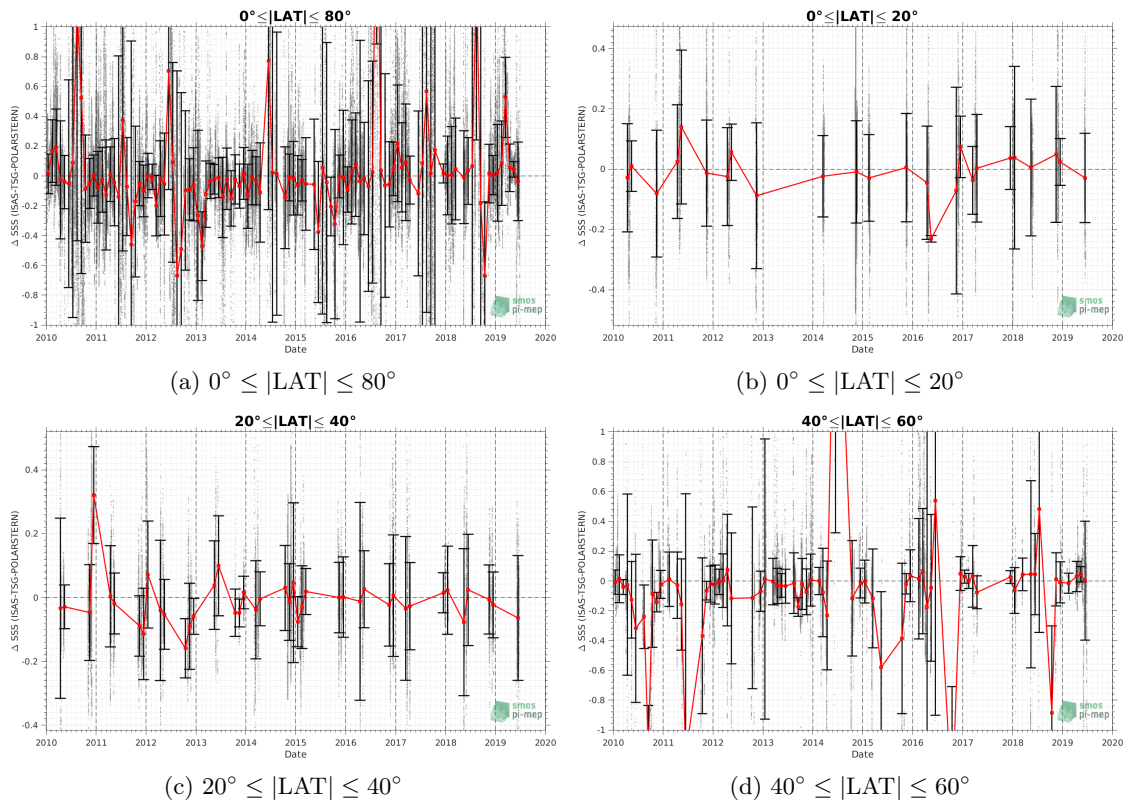 0°≤|LAT|≤ 80°
Δ SSS (ISAS-TSG-POLARSTERN)
1
0.8
0.6
0.4
0.2
0
-0.2
-0.4
-0.6
-0.8
-1
2010 2011 2012 2013 2014 2015 2016 2017 2018 2019 2020
Date
smos
pi-mep
(a) 0° ≤ |LAT| ≤ 80°
0°≤|LAT|≤ 20°
Δ SSS (ISAS-TSG-POLARSTERN)
0.4
0.2
0
-0.2
-0.4
2010 2011 2012 2013 2014 2015 2016 2017 2018 2019 2020
Date
smos
pi-mep
(b) 0° ≤ |LAT| ≤ 20°
20°≤|LAT|≤ 40°
Δ SSS (ISAS-TSG-POLARSTERN)
0.4
0.2
0
-0.2
-0.4
2010 2011 2012 2013 2014 2015 2016 2017 2018 2019 2020
Date
smos
pi-mep
(c) 20° ≤ |LAT| ≤ 40°
40°≤|LAT|≤ 60°
Δ SSS (ISAS-TSG-POLARSTERN)
1
0.8
0.6
0.4
0.2
0
-0.2
-0.4
-0.6
-0.8
-1
2010 2011 2012 2013 2014 2015 2016 2017 2018 2019 2020
Date
smos
pi-mep
(d) 40° ≤ |LAT| ≤ 60°